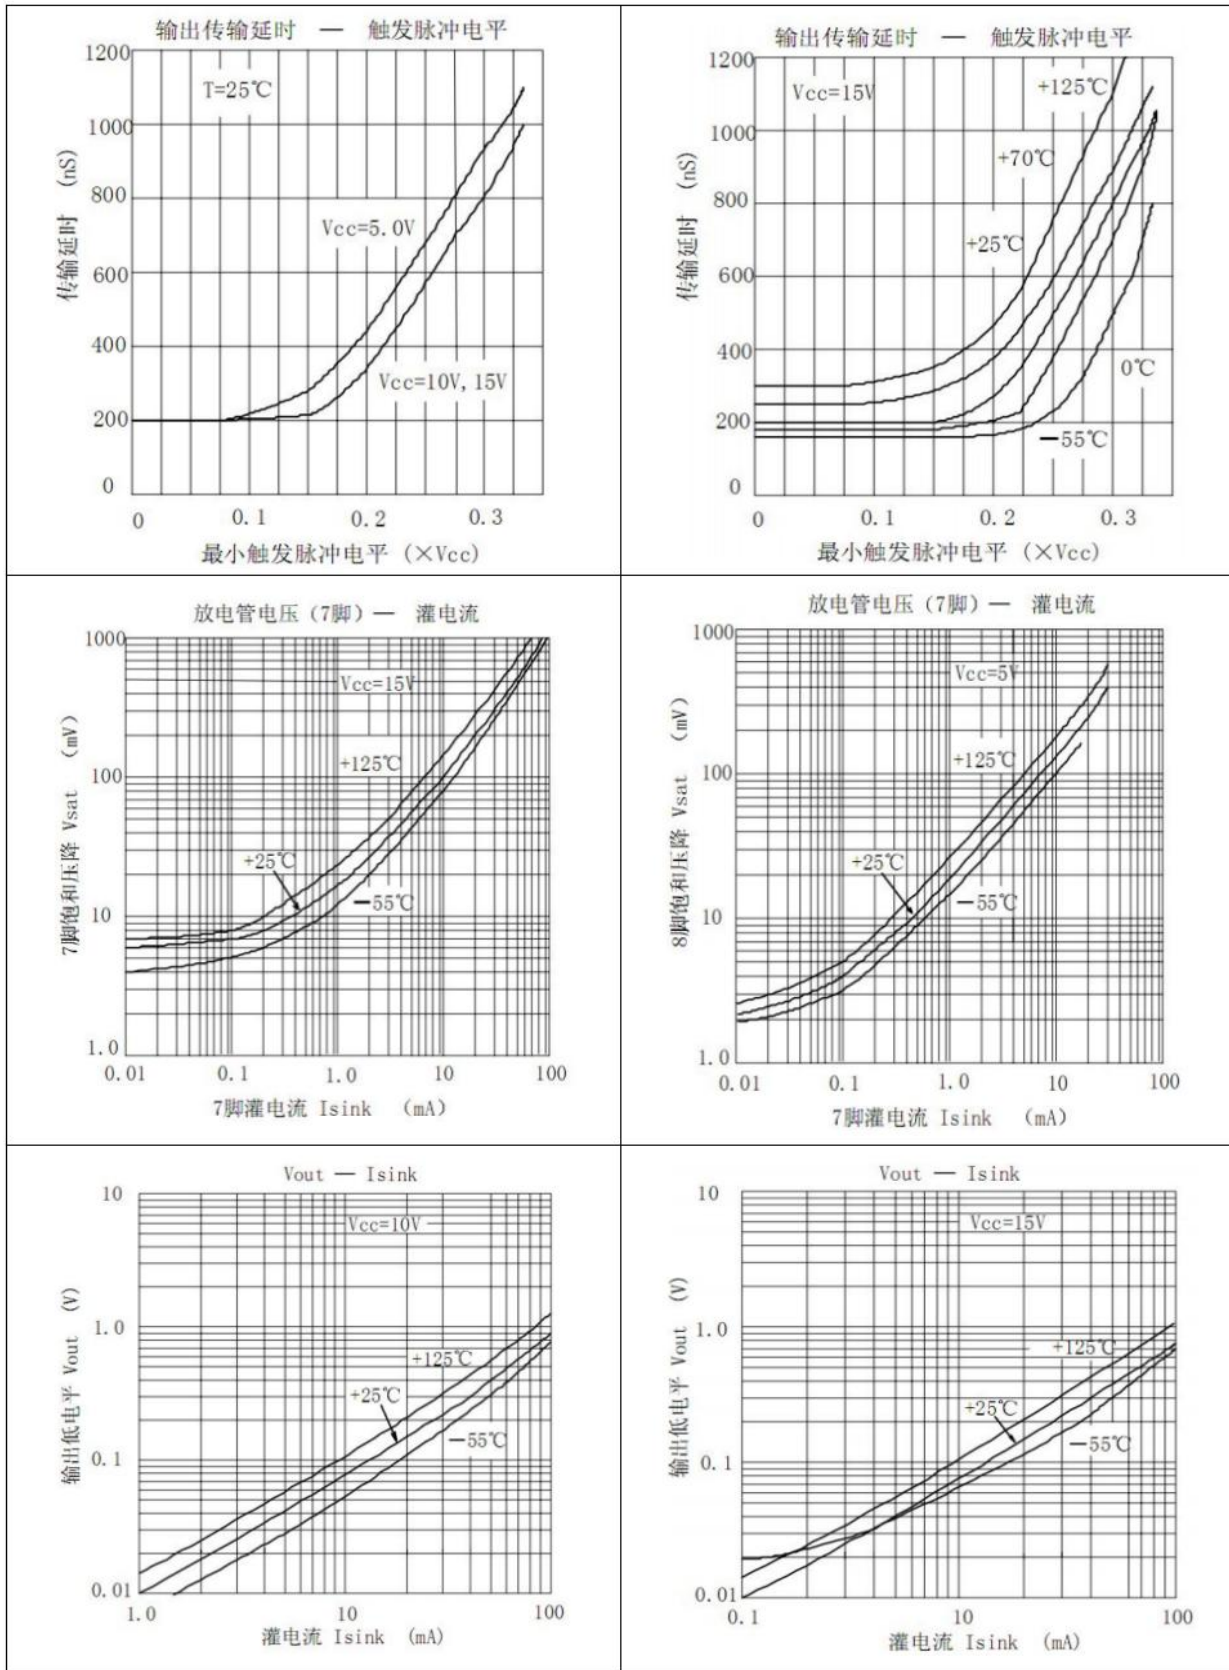 输出传输延时 — 触发脉冲电平
1200
T=25℃
1000
传输延时 (nS)
800
Vcc=5.0V
600
400
Vcc=10V, 15V
200
0
0 0.1 0.2 0.3
最小触发脉冲电平 (×Vcc)
输出传输延时 — 触发脉冲电平
1200
Vcc=15V
+125℃
1000
+70℃
传输延时 (nS)
800
+25℃
600
400
0℃
200
—55℃
0
0 0.1 0.2 0.3
最小触发脉冲电平 (×Vcc)
放电管电压 (7脚) — 灌电流
1000
Vcc=15V
7脚饱和压降 Vsat (mV)
+125℃
100
+25℃
—55℃
10
1.0
0.01 0.1 1.0 10 100
7脚灌电流 Isink (mA)
放电管电压 (7脚) — 灌电流
1000
Vcc=5V
8脚饱和压降 Vsat (mV)
+125℃
100
+25℃
—55℃
10
1.0
0.01 0.1 1.0 10 100
7脚灌电流 Isink (mA)
Vout — Isink
10
Vcc=10V
输出低电平 Vout (V)
1.0
+125℃
+25℃
—55℃
0.1
0.01
1.0 10 100
灌电流 Isink (mA)
Vout — Isink
10
Vcc=15V
输出低电平 Vout (V)
1.0
+125℃
+25℃
—55℃
0.1
0.01
0.1 10 100
灌电流 Isink (mA)